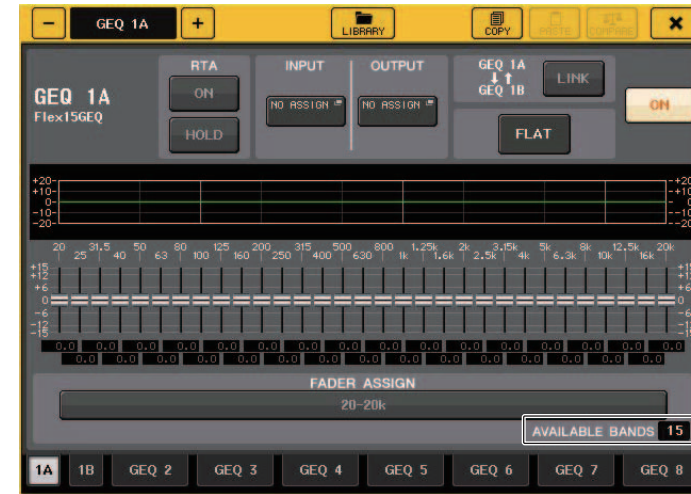 − GEQ 1A + LIBRARY COPY PASTE COMPARE ×
GEQ 1A
Flex15GEQ
RTA
ON
HOLD
INPUT
NO ASSIGN
OUTPUT
NO ASSIGN
GEQ 1A
↓↑
GEQ 1B
LINK
FLAT
ON
+20 +20
+10
0 0
-10 -10
-20 -20
20 31.5 50 80 125 200 315 500 800 1.25k 2k 3.15k 5k 8k 12.5k 20k
25 40 63 100 160 250 400 630 1k 1.6k 2.5k 4k 6.3k 10k 16k
+15
+12
+6
0 0
-6
-12
-15
0.0 0.0 0.0 0.0 0.0 0.0 0.0 0.0 0.0 0.0 0.0 0.0 0.0 0.0 0.0 0.0
0.0 0.0 0.0 0.0 0.0 0.0 0.0 0.0 0.0 0.0 0.0 0.0 0.0 0.0 0.0
FADER ASSIGN
20-20k
AVAILABLE BANDS 15
1A 1B GEQ 2 GEQ 3 GEQ 4 GEQ 5 GEQ 6 GEQ 7 GEQ 8